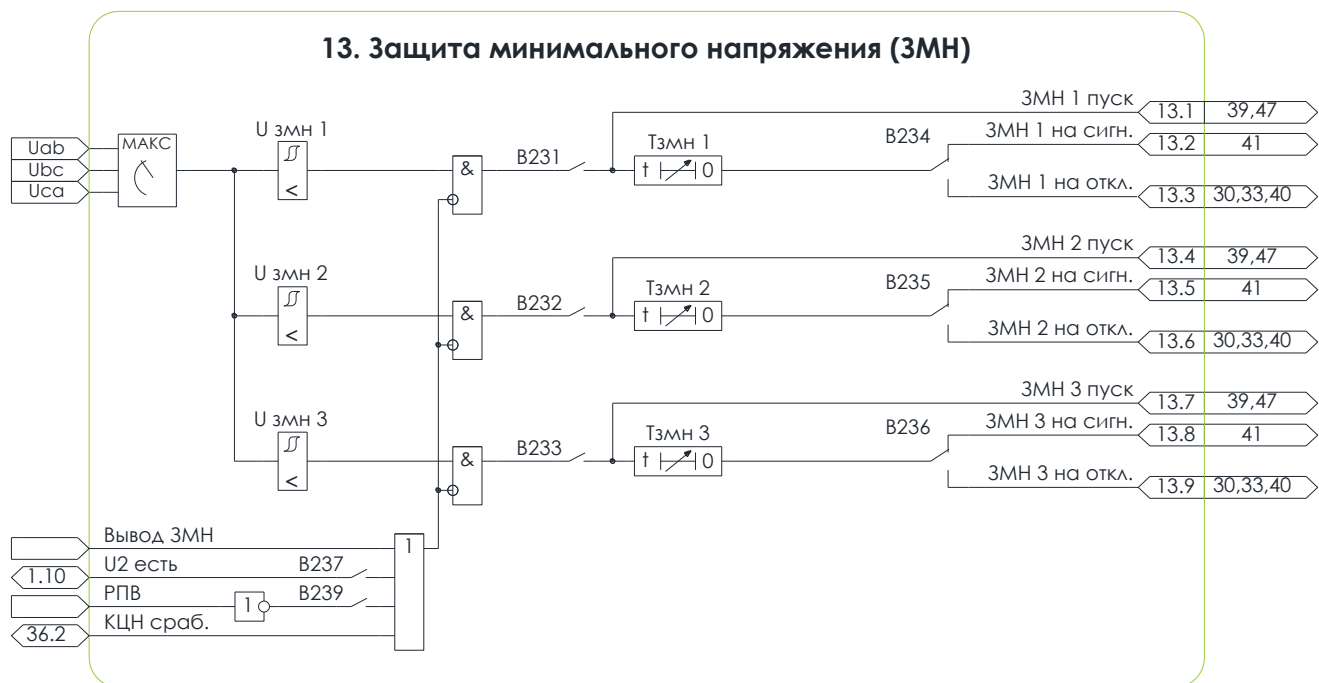 13. Защита минимального напряжения (ЗМН)
ЗМН 1 пуск
13.1 39,47
U змн 1
Тзмн 1
В234
ЗМН 1 на сигн.
13.2 41
Uab
МАКС
Ubc
Uca
<
&
В231
t 0
ЗМН 1 на откл.
13.3 30,33,40
ЗМН 2 пуск
13.4 39,47
U змн 2
Тзмн 2
В235
ЗМН 2 на сигн.
13.5 41
<
&
В232
t 0
ЗМН 2 на откл.
13.6 30,33,40
ЗМН 3 пуск
13.7 39,47
U змн 3
Тзмн 3
В236
ЗМН 3 на сигн.
13.8 41
<
&
В233
t 0
ЗМН 3 на откл.
13.9 30,33,40
Вывод ЗМН
1
1.10 U2 есть В237
РПВ 1 В239
36.2 КЦН сраб.